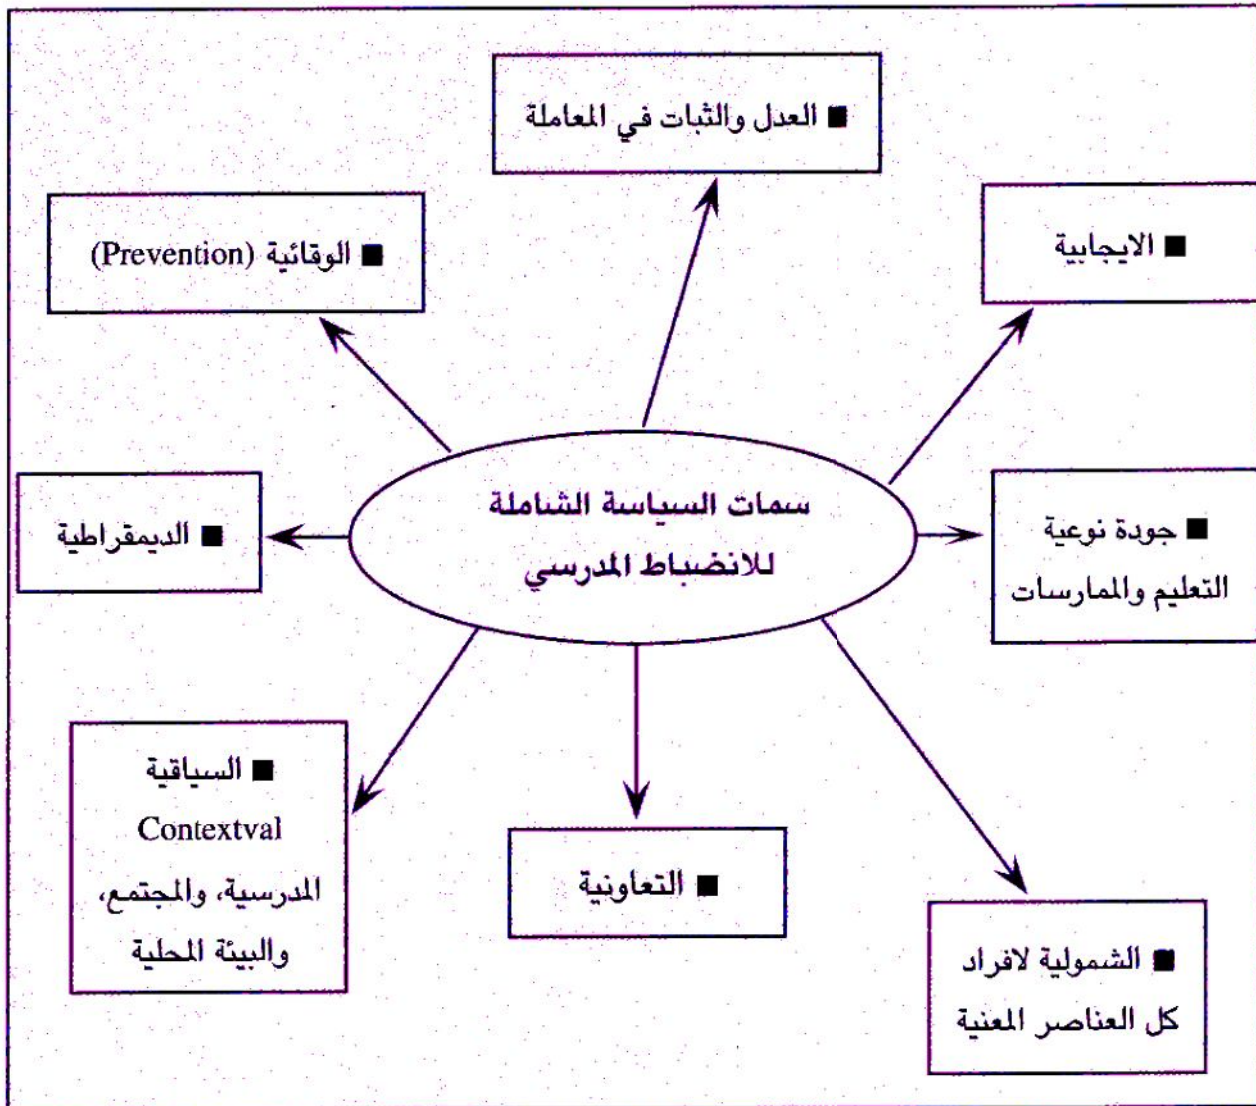 ■ العدل والثبات في المعاملة
■ الايجابية
■ الوقائية (Prevention)
سمات السياسة الشاملة
للانضباط المدرسي
■ جودة نوعية
التعليم والممارسات
■ الديمقراطية
■ السياقية
Contextval
المدرسية، والمجتمع،
والبيئة المحلية
■ التعاونية
■ الشمولية لافراد
كل العناصر المعنية